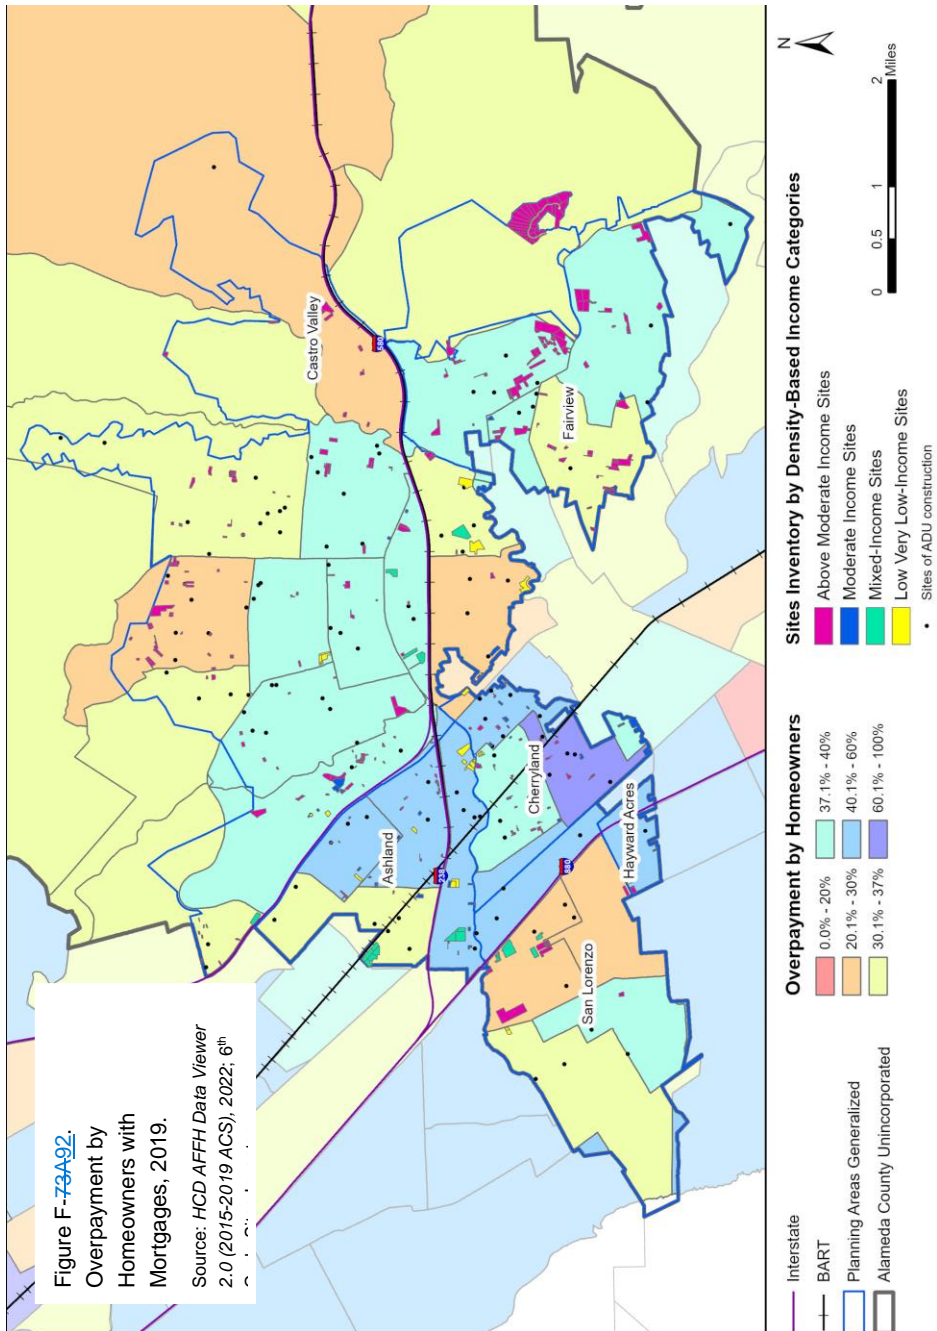 Figure F-73A92.
Overpayment by
Homeowners with
Mortgages, 2019.
Source: HCD AFFH Data Viewer
2.0 (2015-2019 ACS), 2022; 6th
Castro Valley
580
Fairview
Ashland
238
Cherryland
Hayward Acres
880
San Lorenzo
Interstate
BART
Planning Areas Generalized
Alameda County Unincorporated
Overpayment by Homeowners
0.0% - 20%
20.1% - 30%
30.1% - 37%
37.1% - 40%
40.1% - 60%
60.1% - 100%
Sites Inventory by Density-Based Income Categories
Above Moderate Income Sites
Moderate Income Sites
Mixed-Income Sites
Low Very Low-Income Sites
Sites of ADU construction
N
0 0.5 1 2
Miles